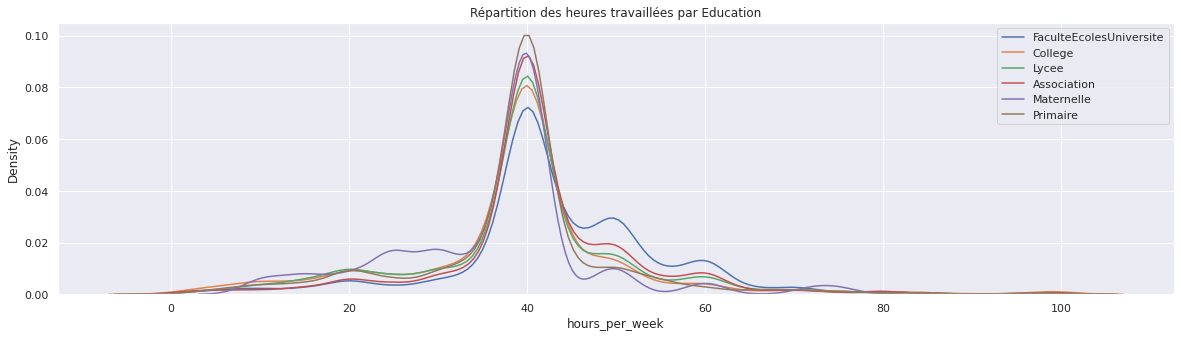 Répartition des heures travaillées par Education
FaculteEcolesUniversite
College
Lycee
Association
Maternelle
Primaire
Density
0.10
0.08
0.06
0.04
0.02
0.00
0 20 40 60 80 100
hours_per_week